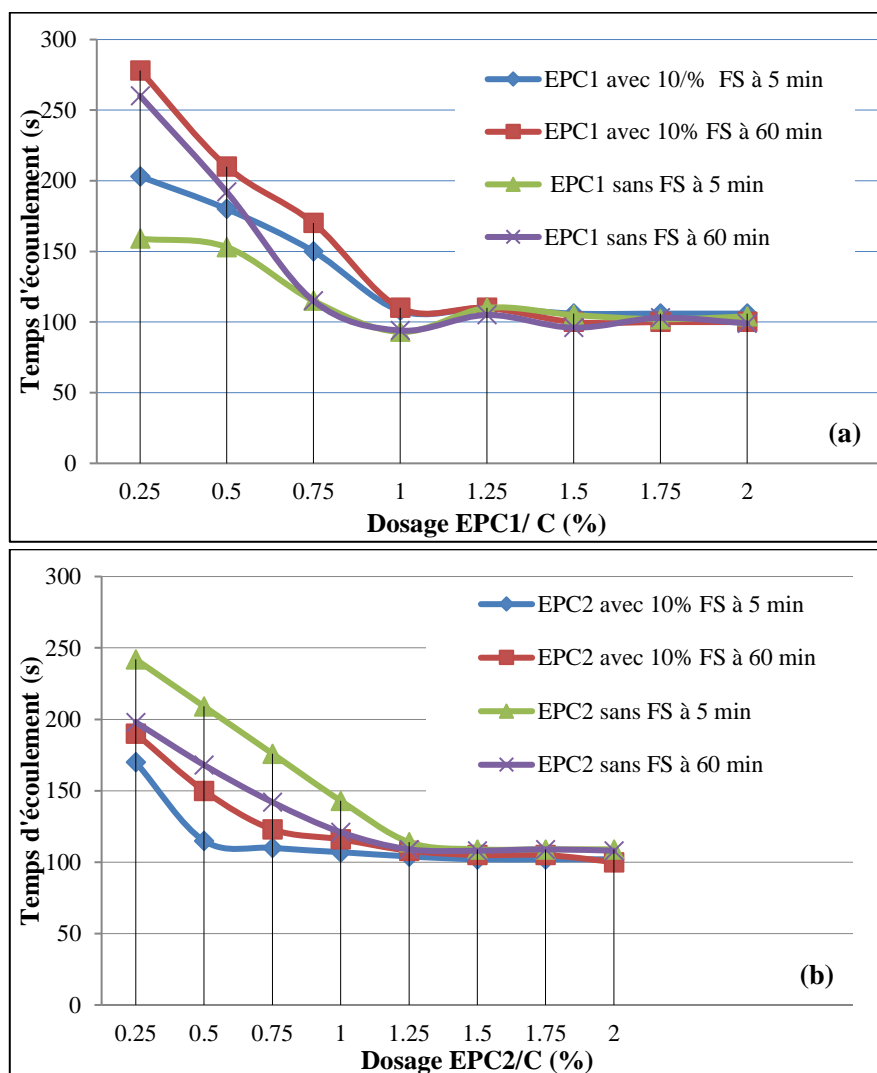 300
250
200
150
100
50
0
Temps d'écouulement (s)
EPC1 avec 10/% FS à 5 min
EPC1 avec 10% FS à 60 min
EPC1 sans FS à 5 min
EPC1 sans FS à 60 min
(a)
0.25 0.5 0.75 1 1.25 1.5 1.75 2
Dosage EPC1/ C (%)
300
250
200
150
100
50
0
Temps d'écoulement (s)
EPC2 avec 10% FS à 5 min
EPC2 avec 10% FS à 60 min
EPC2 sans FS à 5 min
EPC2 sans FS à 60 min
(b)
0.25 0.5 0.75 1 1.25 1.5 1.75 2
Dosage EPC2/C (%)